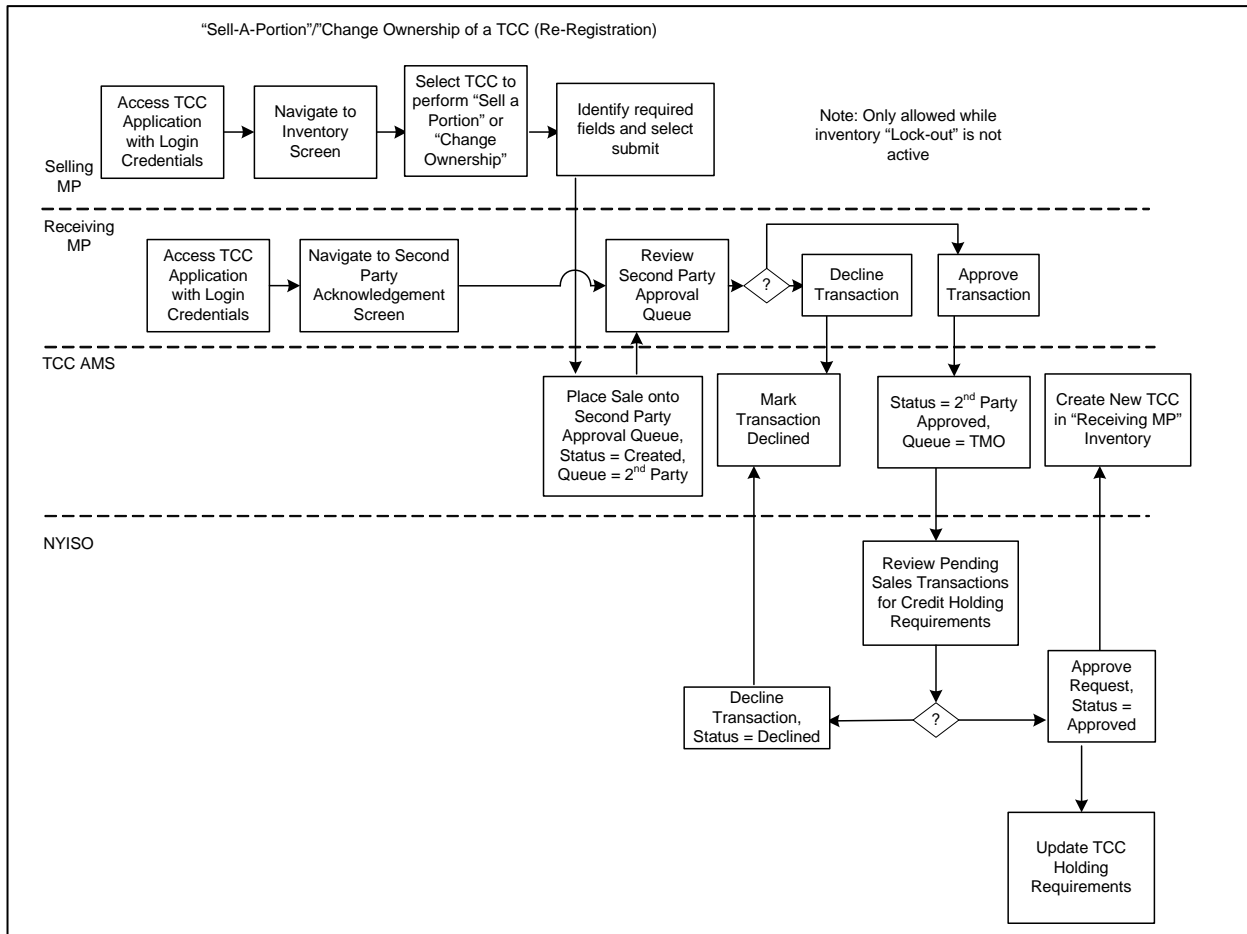 “Sell-A-Portion”/”Change Ownership of a TCC (Re-Registration)
Access TCC
Application
with Login
Credentials
Navigate to
Inventory
Screen
Select TCC to
perform “Sell a
Portion” or
“Change
Ownership”
Identify required
fields and select
submit
Note: Only allowed while
inventory “Lock-out” is not
active
Selling
MP
Receiving
MP
Access TCC
Application
with Login
Credentials
Navigate to Second
Party
Acknowledgement
Screen
Review
Second Party
Approval
Queue
?
Decline
Transaction
Approve
Transaction
TCC AMS
Place Sale onto
Second Party
Approval Queue,
Status = Created,
Queue = 2nd Party
Mark
Transaction
Declined
Status = 2nd Party
Approved,
Queue = TMO
Create New TCC
in “Receiving MP”
Inventory
NYISO
Review Pending
Sales Transactions
for Credit Holding
Requirements
Decline
Transaction,
Status = Declined
?
Approve
Request,
Status =
Approved
Update TCC
Holding
Requirements